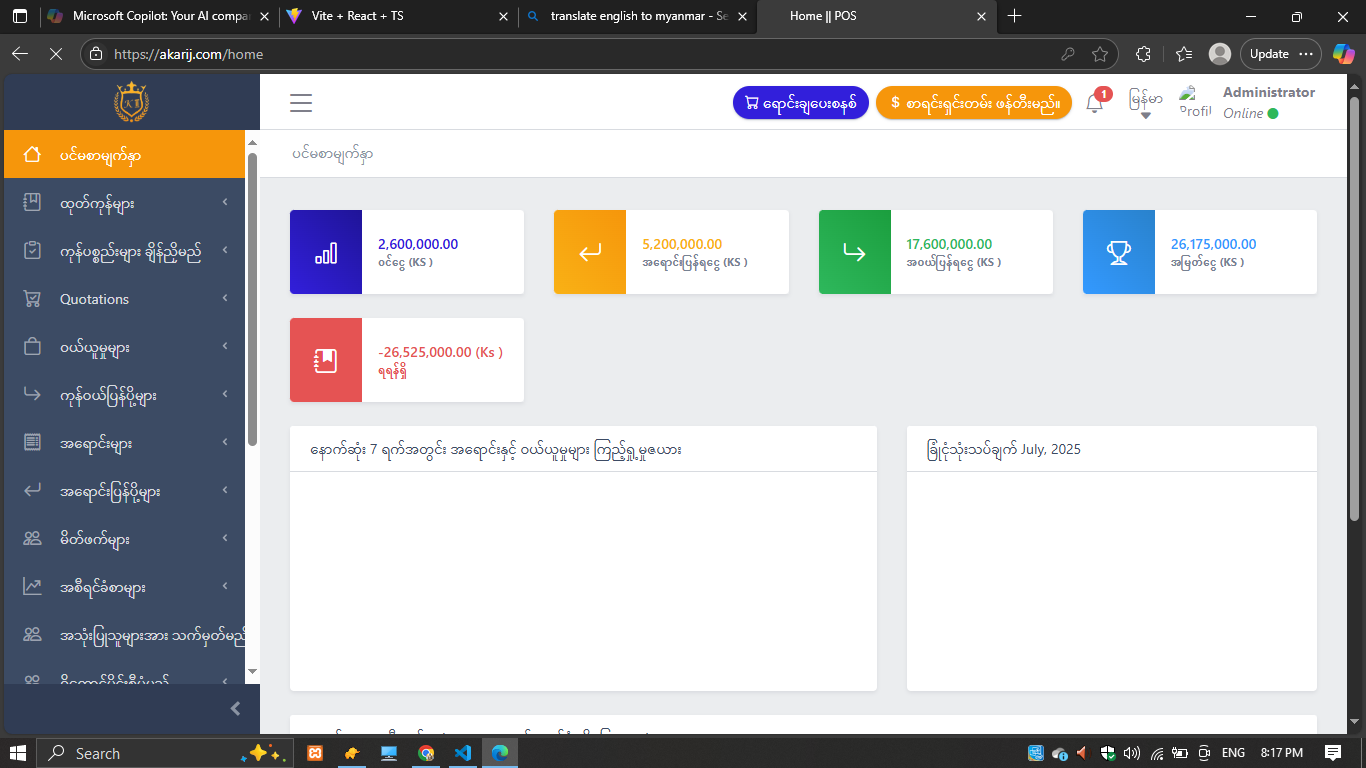 Microsoft Copilot: Your AI compa
Vite + React + TS
translate english to myanmar - Se
Home || POS
https://akarij.com/home
Update
ရောင်းချပေးစနစ်
$ စာရင်းရှင်းတမ်း ဖန်တီးမည်။
1
မြန်မာ
Profil
Administrator
Online
ပင်မစာမျက်နှာ
ထုတ်ကုန်များ
ကုန်ပစ္စည်းများ ချိန်ညှိမည်
Quotations
ဝယ်ယူမှုများ
ကုန်ဝယ်ပြန်ပို့များ
အရောင်းများ
အရောင်းပြန်ပို့များ
မိတ်ဖက်များ
အစီရင်ခံစာများ
အသုံးပြုသူများအား သက်မှတ်မည်
ပင်မစာမျက်နှာ
2,600,000.00
ဝင်ငွေ (KS )
5,200,000.00
အရောင်းပြန်ရငွေ (KS )
17,600,000.00
အဝယ်ပြန်ရငွေ (KS )
26,175,000.00
အမြတ်ငွေ (KS )
-26,525,000.00 (Ks )
ရရန်ရှိ
နောက်ဆုံး 7 ရက်အတွင်း အရောင်းနှင့် ဝယ်ယူမှုများ ကြည့်ရှု့မှုဇယား
ခြုံငုံသုံးသပ်ချက် July, 2025
Search
ENG
8:17 PM